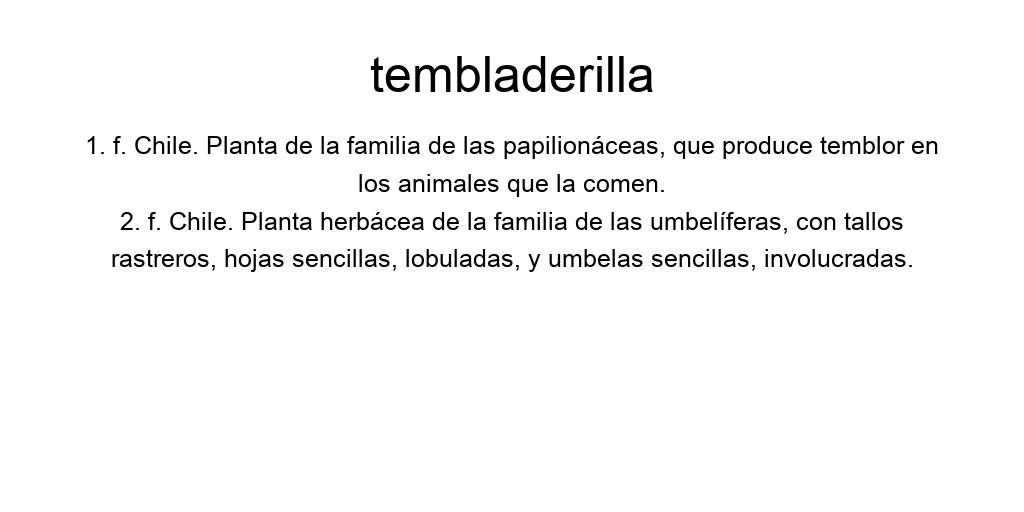 tembladerilla
1. f. Chile. Planta de la familia de las papilionáceas, que produce temblor en
los animales que la comen.
2. f. Chile. Planta herbácea de la familia de las umbelíferas, con tallos
rastreros, hojas sencillas, lobuladas, y umbelas sencillas, involucradas.